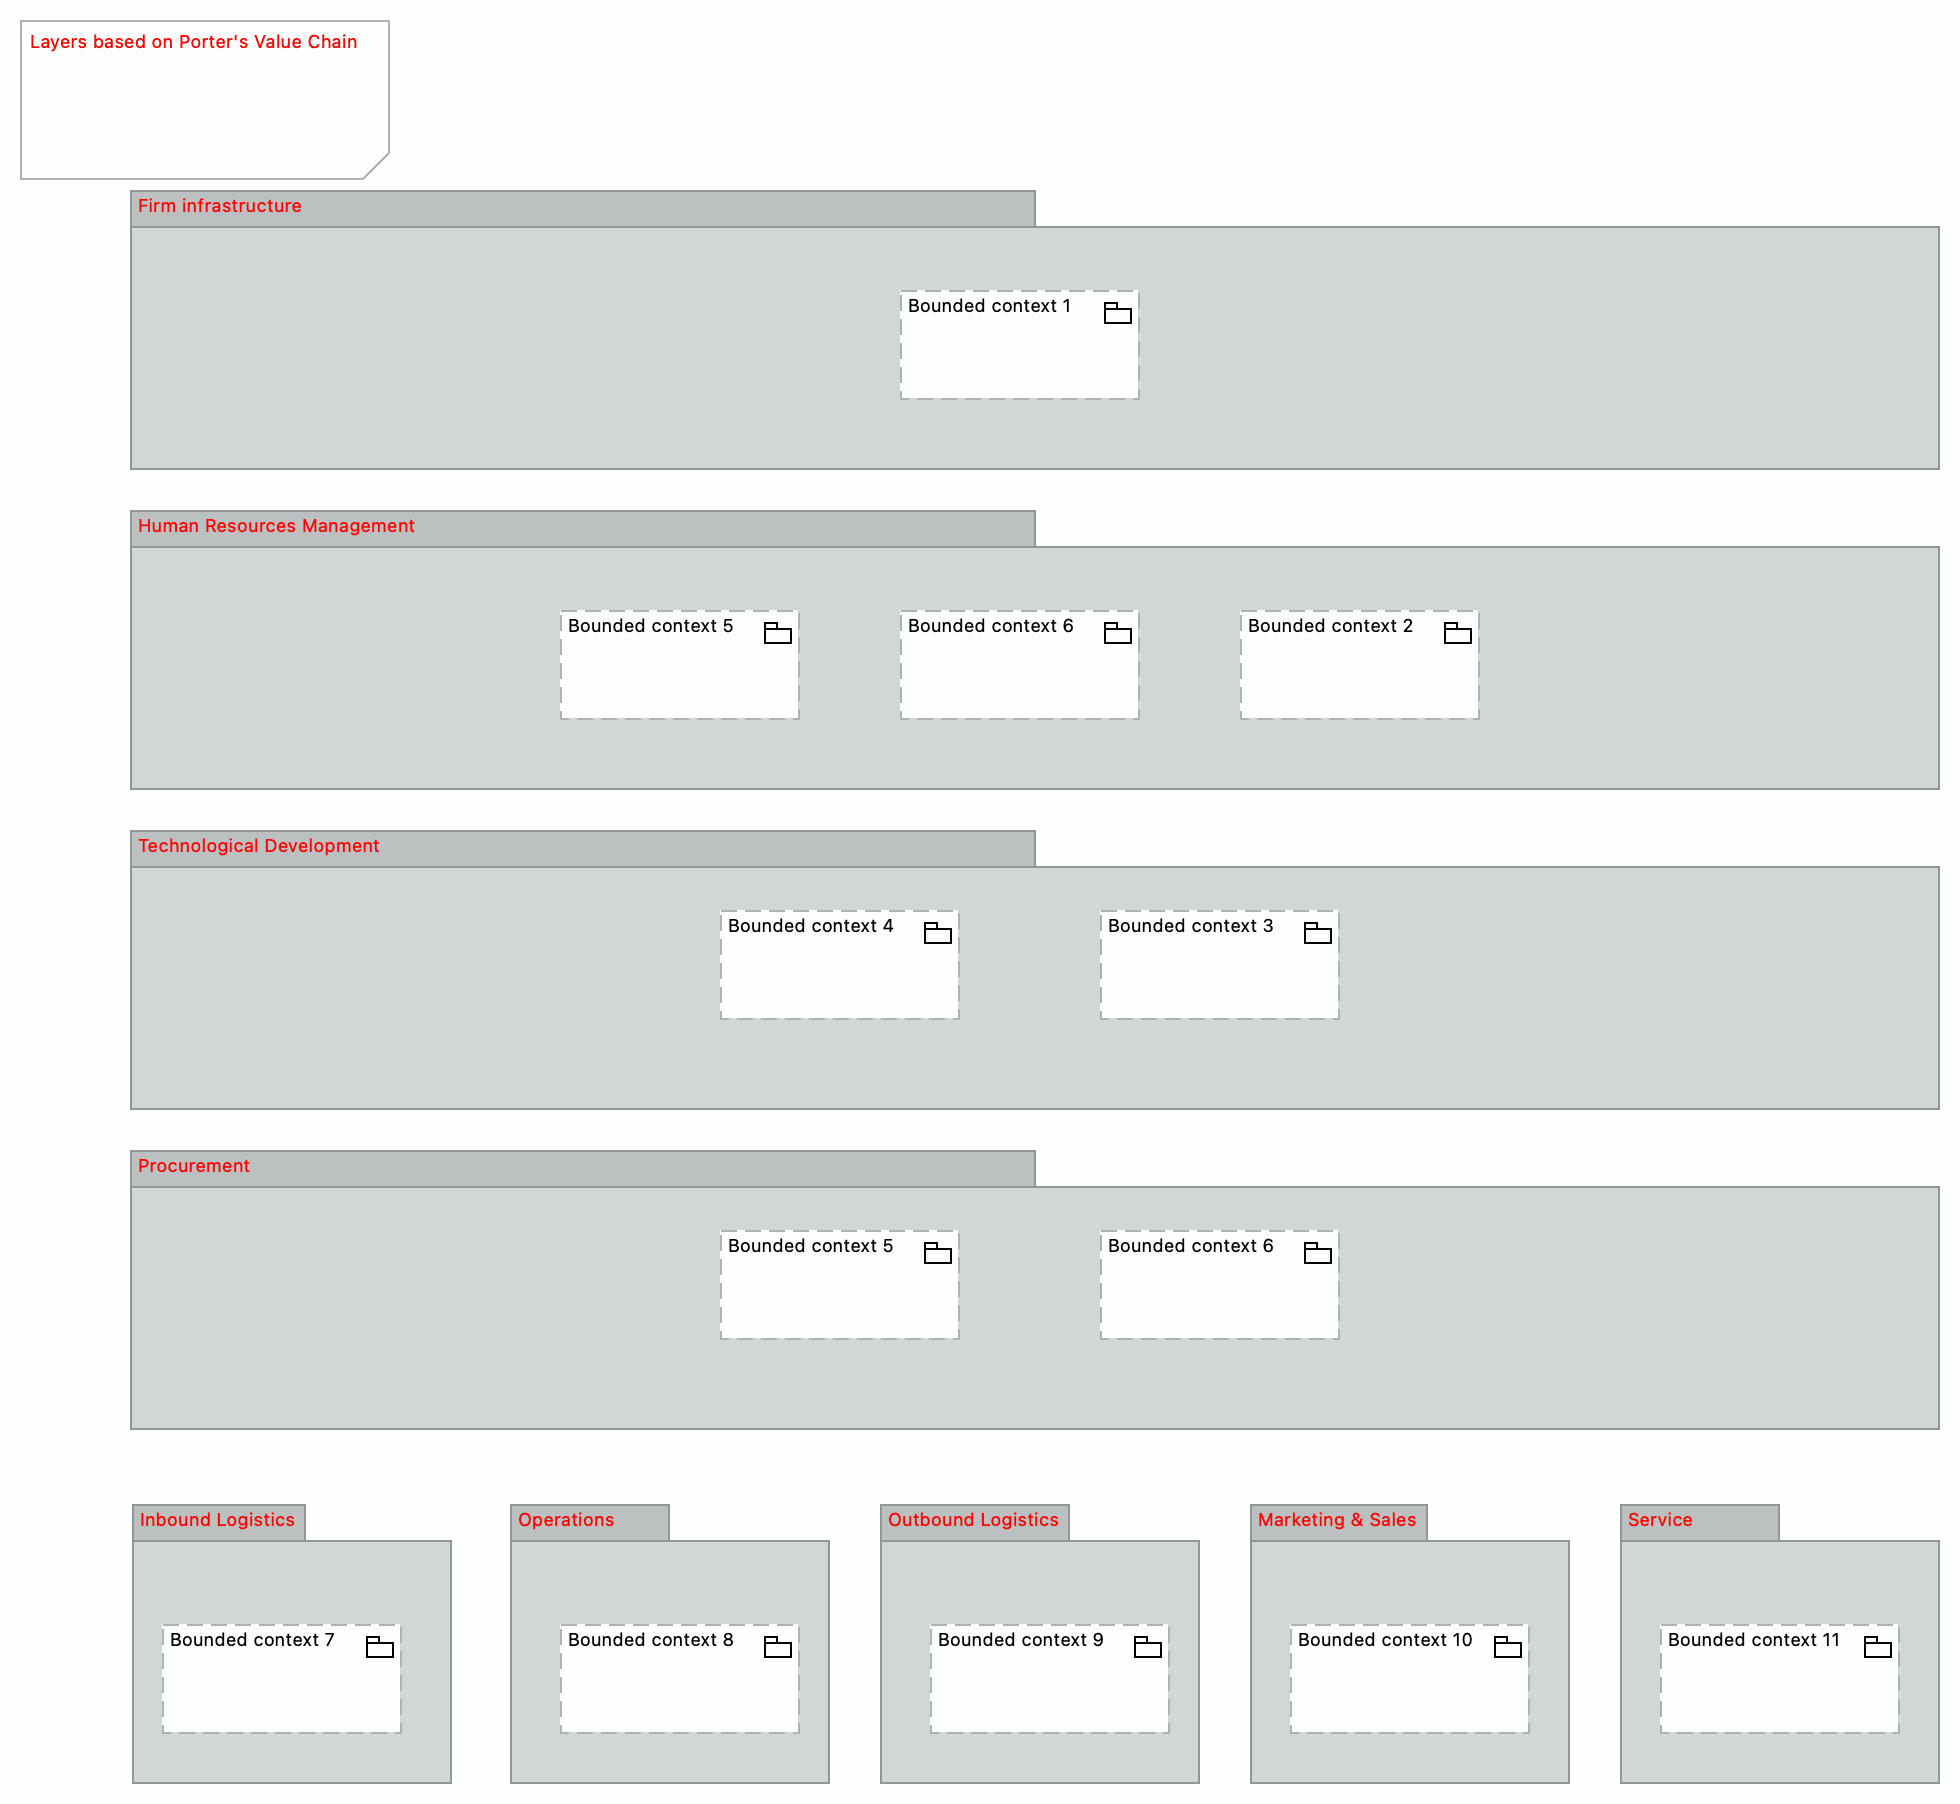 Layers based on Porter's Value Chain
Firm infrastructure
Bounded context 1
Human Resources Management
Bounded context 5
Bounded context 6
Bounded context 2
Technological Development
Bounded context 4
Bounded context 3
Procurement
Bounded context 5
Bounded context 6
Inbound Logistics
Operations
Outbound Logistics
Marketing & Sales
Service
Bounded context 7
Bounded context 8
Bounded context 9
Bounded context 10
Bounded context 11